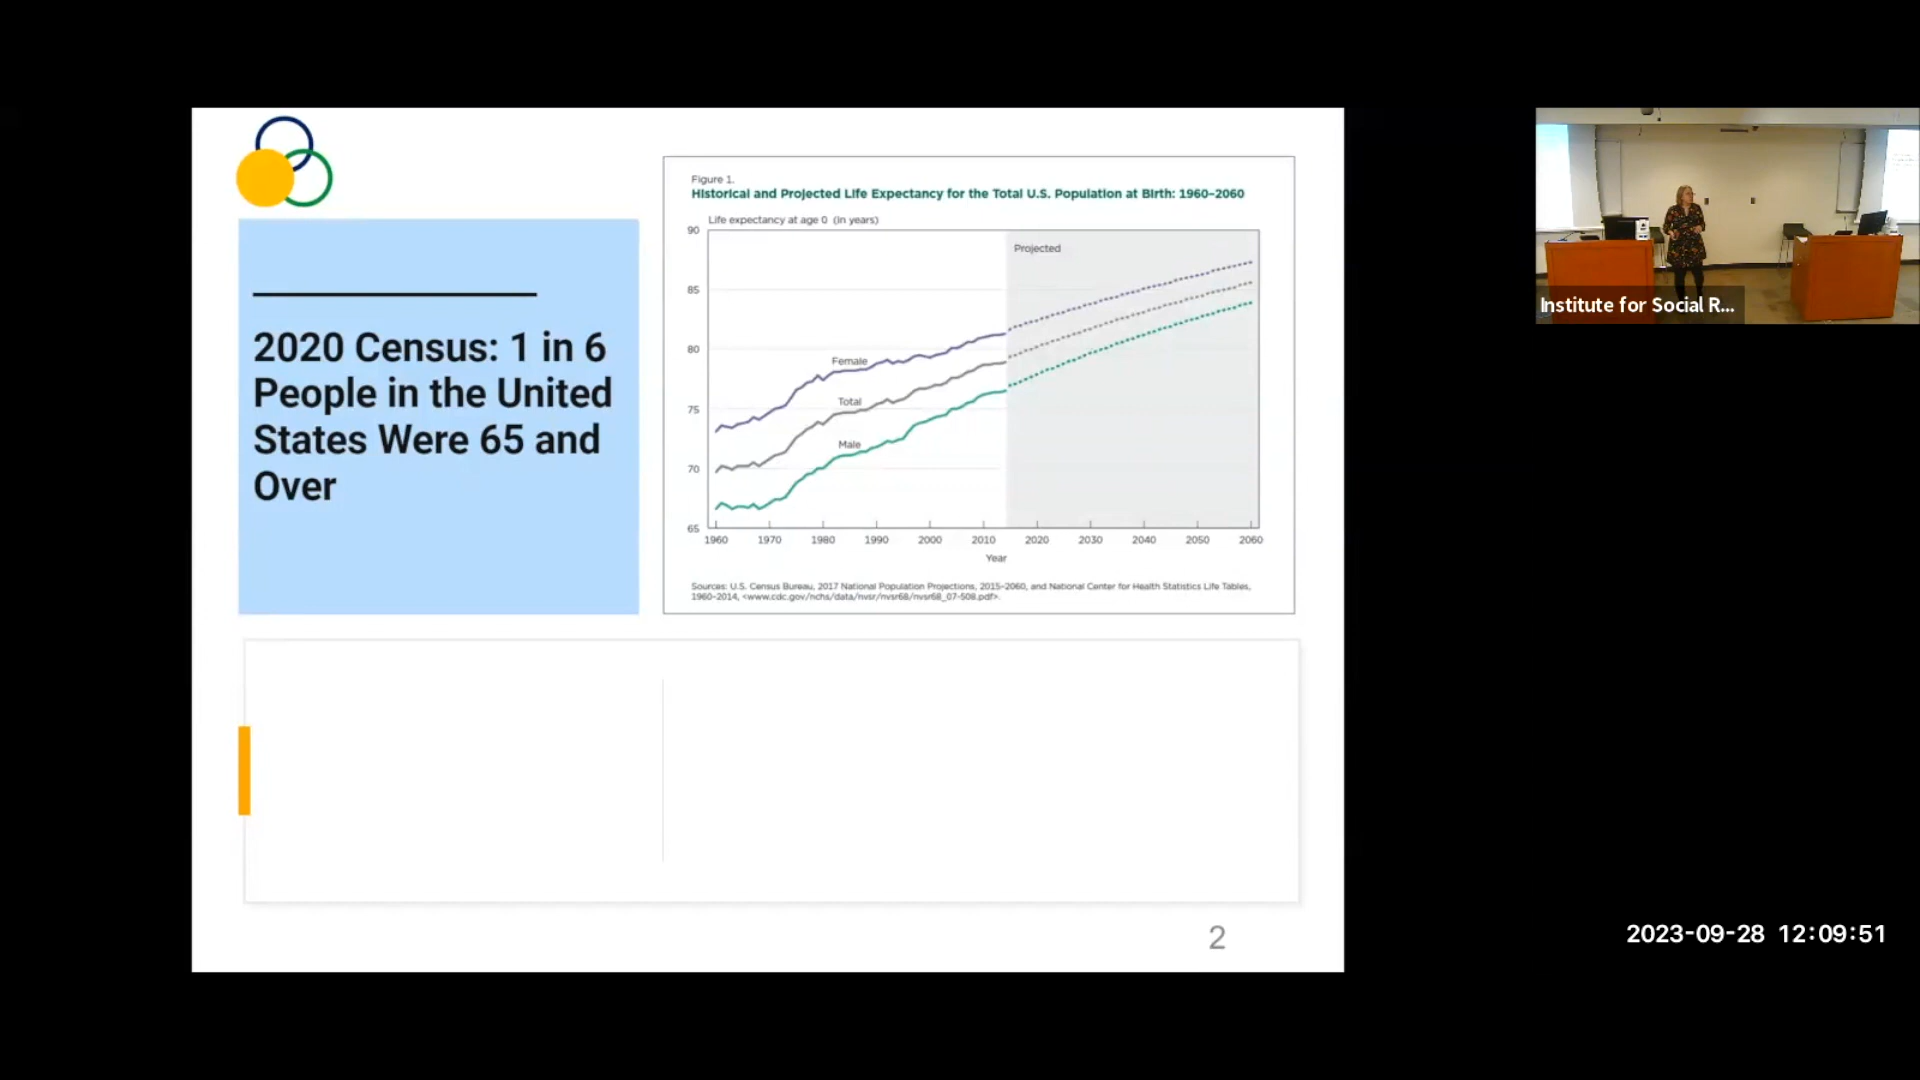 2020 Census: 1 in 6
People in the United
States Were 65 and
Over
Figure 1.
Historical and Projected Life Expectancy for the Total U.S. Population at Birth: 1960–2060
Life expectancy at age 0 (in years)
90
85
80
75
70
65
Projected
Female
Total
Male
1960 1970 1980 1990 2000 2010 2020 2030 2040 2050 2060
Year
Sources: U.S. Census Bureau, 2017 National Population Projections, 2015–2060, and National Center for Health Statistics Life Tables,
1960–2014, <www.cdc.gov/nchs/data/nvsr/nvsr68/nvsr68_07-508.pdf>.
2
Institute for Social R...
2023-09-28 12:09:51